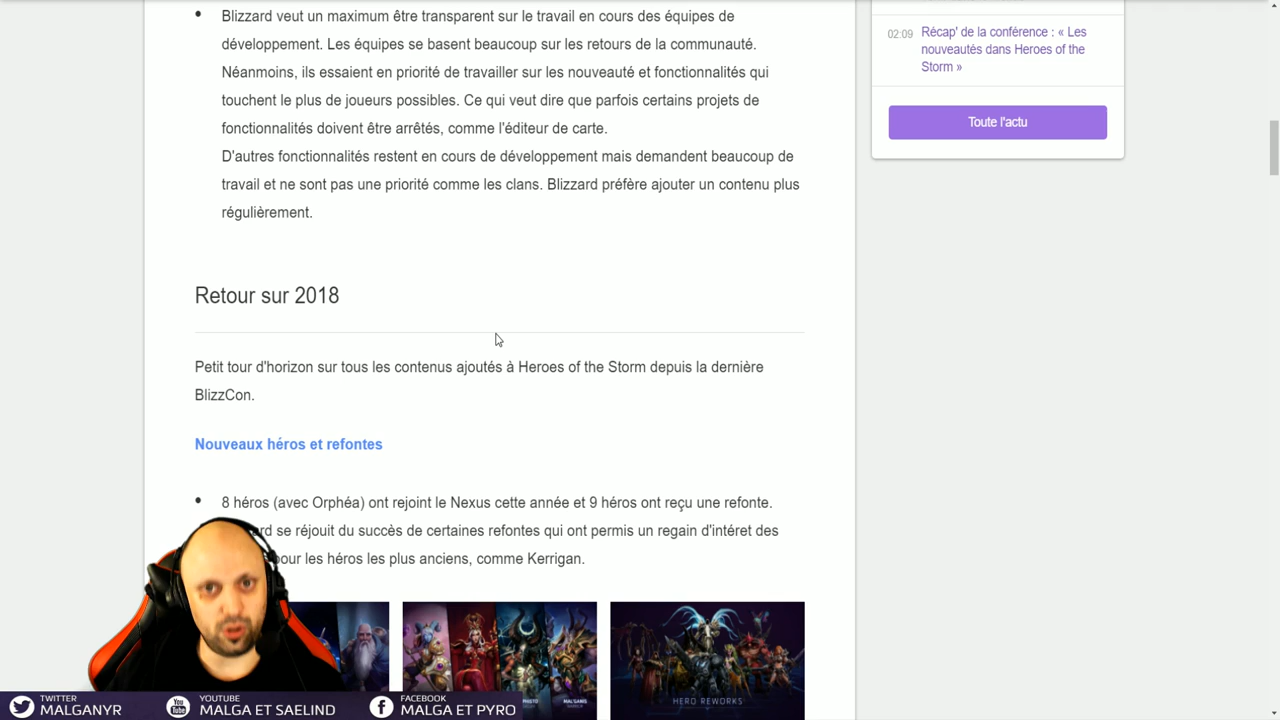 Blizzard veut un maximum être transparent sur le travail en cours des équipes de
développement. Les équipes se basent beaucoup sur les retours de la communauté.
Néanmoins, ils essaient en priorité de travailler sur les nouveauté et fonctionnalités qui
touchent le plus de joueurs possibles. Ce qui veut dire que parfois certains projets de
fonctionnalités doivent être arrêtés, comme l'éditeur de carte.
D'autres fonctionnalités restent en cours de développement mais demandent beaucoup de
travail et ne sont pas une priorité comme les clans. Blizzard préfère ajouter un contenu plus
régulièrement.
Retour sur 2018
Petit tour d'horizon sur tous les contenus ajoutés à Heroes of the Storm depuis la dernière
BlizzCon.
Nouveaux héros et refontes
8 héros (avec Orphéa) ont rejoint le Nexus cette année et 9 héros ont reçu une refonte.
se réjouit du succès de certaines refontes qui ont permis un regain d'intéret des
pour les héros les plus anciens, comme Kerrigan.
MAL'GANIS
HERO REWORKS
02:09 Récap' de la conférence : « Les
nouveautés dans Heroes of the
Storm »
Toute l'actu
TWITTER
MALGANYR
YOUTUBE
MALGA ET SAELIND
FACEBOOK
MALGA ET PYRO